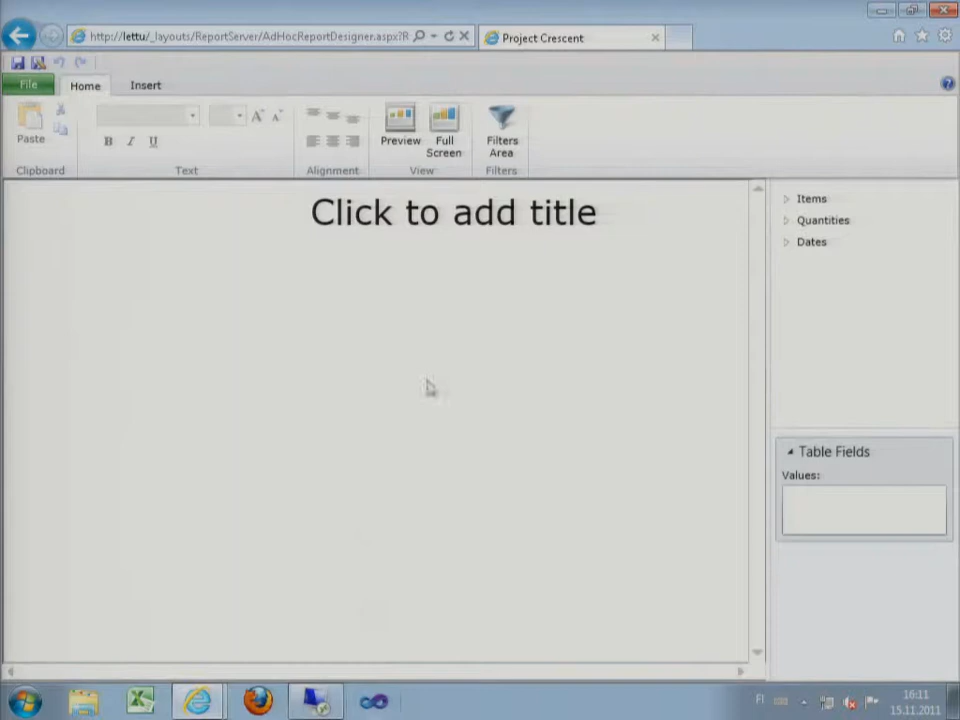 http://lettu/_layouts/ReportServer/AdHocReportDesigner.aspx?R
Project Crescent
File
Home
Insert
Paste
B I U
Preview
Full Screen
Filters Area
Clipboard
Text
Alignment
View
Filters
Click to add title
Items
Quantities
Dates
Table Fields
Values:
FI
16:11
15.11.2011